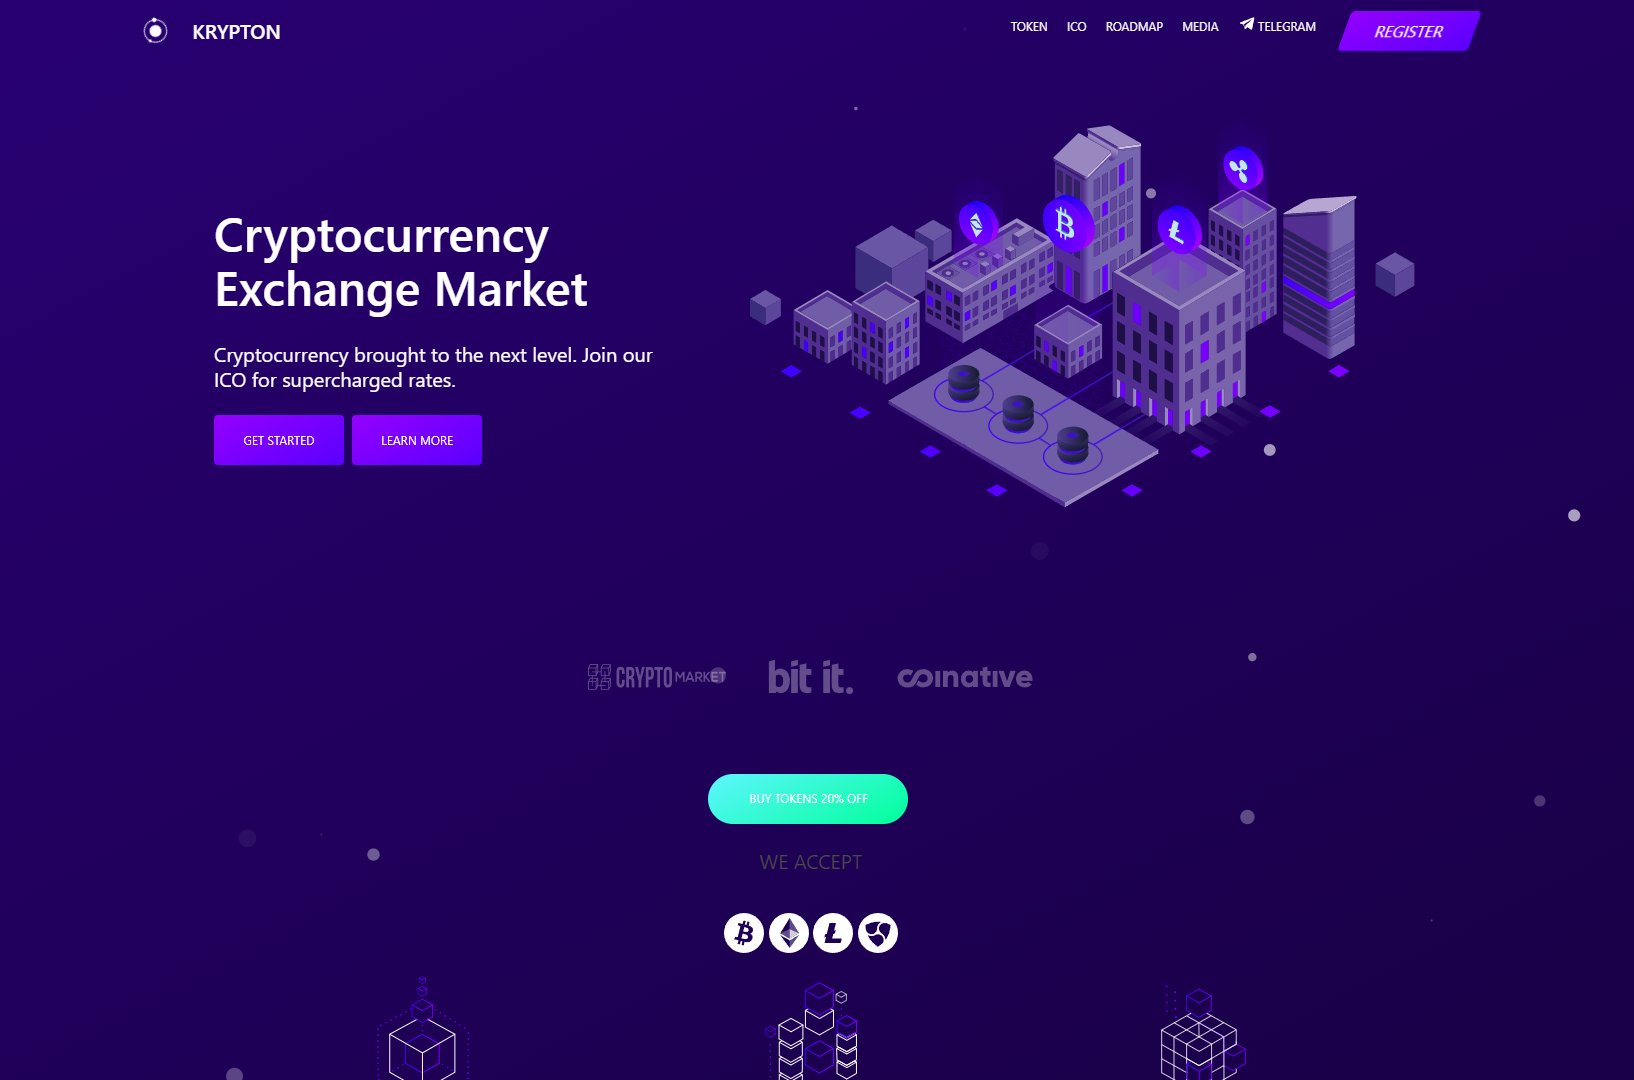 KRYPTON
TOKEN ICO ROADMAP MEDIA TELEGRAM REGISTER
Cryptocurrency
Exchange Market
Cryptocurrency brought to the next level. Join our
ICO for supercharged rates.
GET STARTED LEARN MORE
CRYPTO MARKET bit it. coinative
BUY TOKENS 20% OFF
WE ACCEPT